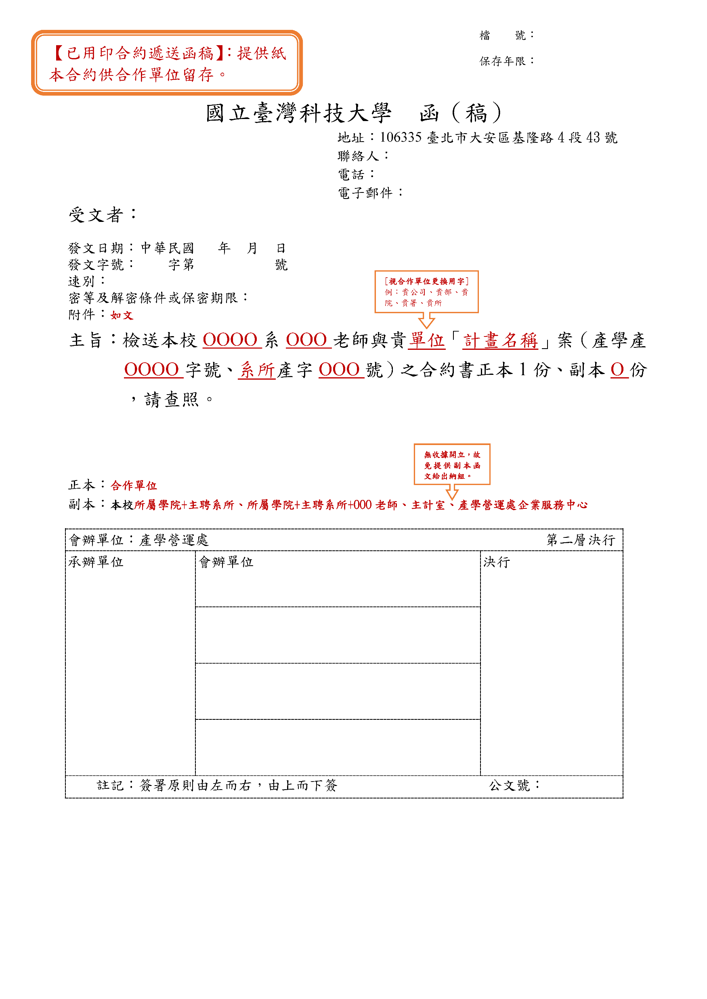 【已用印合約遞送函稿】：提供紙
本合約供合作單位留存。
檔　　號：
保存年限：
國立臺灣科技大學　函（稿）
地址：106335 臺北市大安區基隆路 4 段 43 號
聯絡人：
電話：
電子郵件：
受文者：
發文日期：中華民國　年　月　日
發文字號：　　字第　　　　　號
速別：
密等及解密條件或保密期限：
附件：如文
[視合作單位更換用字]
例：貴公司、貴部、貴
院、貴署、貴所
主旨：檢送本校 OOOO 系 OOO 老師與貴單位「計畫名稱」案（產學產
OOOO 字號、系所產字 OOO 號）之合約書正本 1 份、副本 O 份
，請查照。
無收據開立，故
免提供副本函
文給出納組。
正本：合作單位
副本：本校所屬學院+主聘系所、所屬學院+主聘系所+000 老師、主計室、產學營運處企業服務中心
會辦單位：產學營運處　第二層決行
承辦單位　會辦單位　決行
註記：簽署原則由左而右，由上而下簽　公文號：